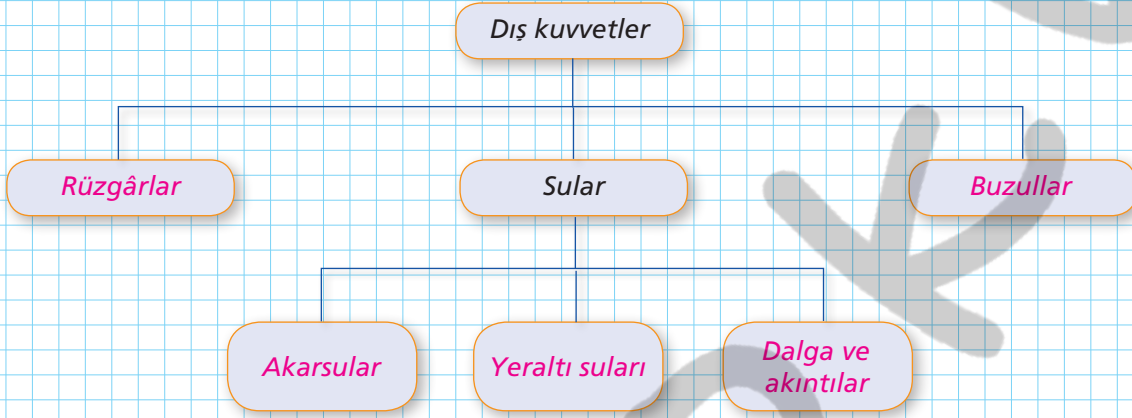 Dış kuvvetler
Rüzgârlar
Sular
Buzullar
Akarsular
Yeraltı suları
Dalga ve
akıntılar